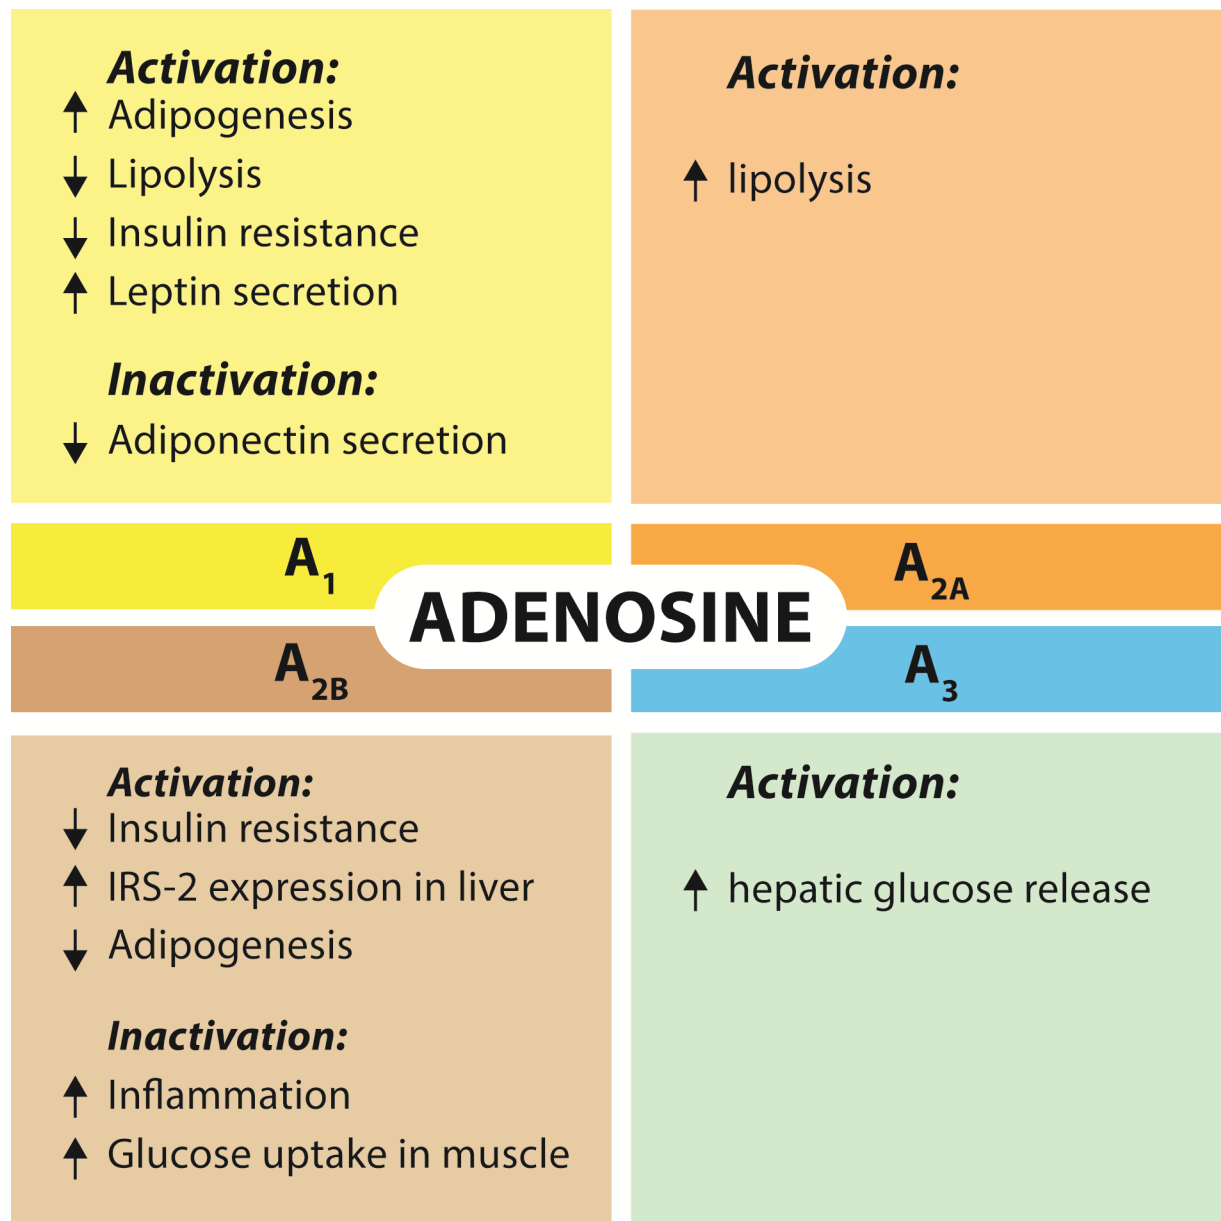 Activation:
↑ Adipogenesis
↓ Lipolysis
↓ Insulin resistance
↑ Leptin secretion
Inactivation:
↓ Adiponectin secretion
Activation:
↑ lipolysis
A₁
A₂A
ADENOSINE
A₂B
A₃
Activation:
↓ Insulin resistance
↑ IRS-2 expression in liver
↓ Adipogenesis
Inactivation:
↑ Inflammation
↑ Glucose uptake in muscle
Activation:
↑ hepatic glucose release